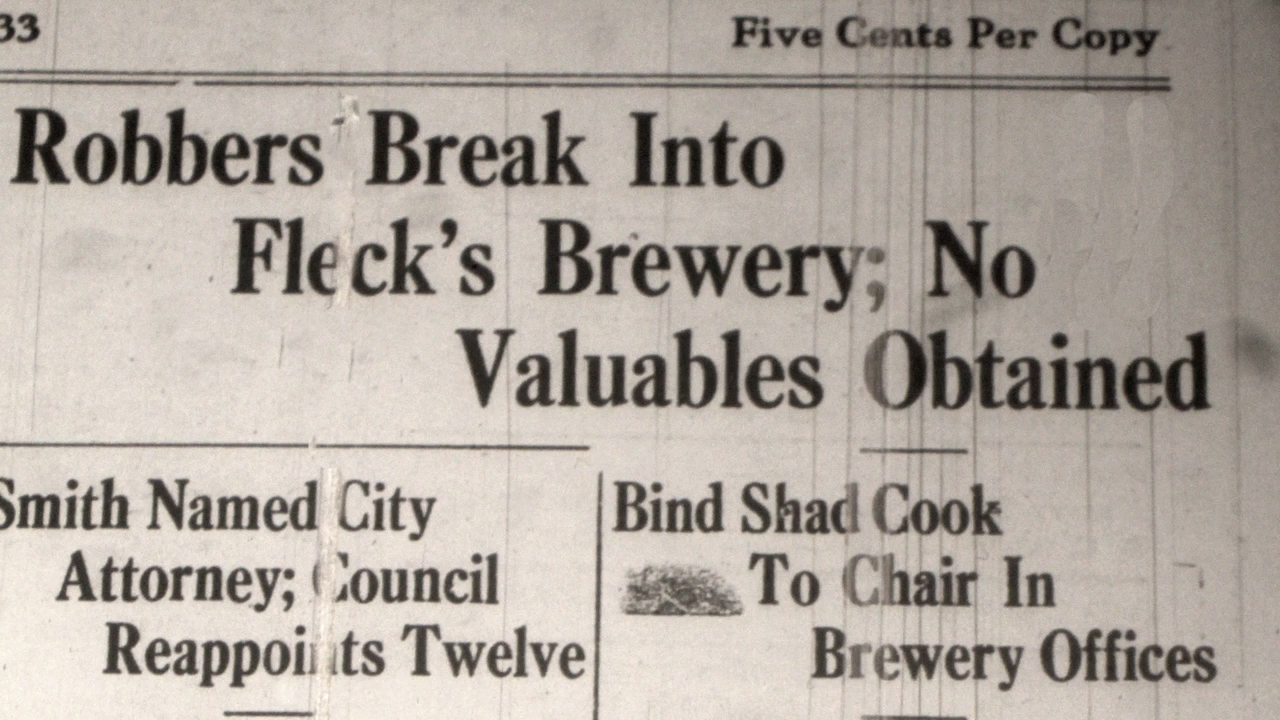 33
Five Cents Per Copy
Robbers Break Into
Fleck's Brewery; No
Valuables Obtained
Smith Named City
Attorney; Council
Reappoints Twelve
Bind Shad Cook
To Chair In
Brewery Offices